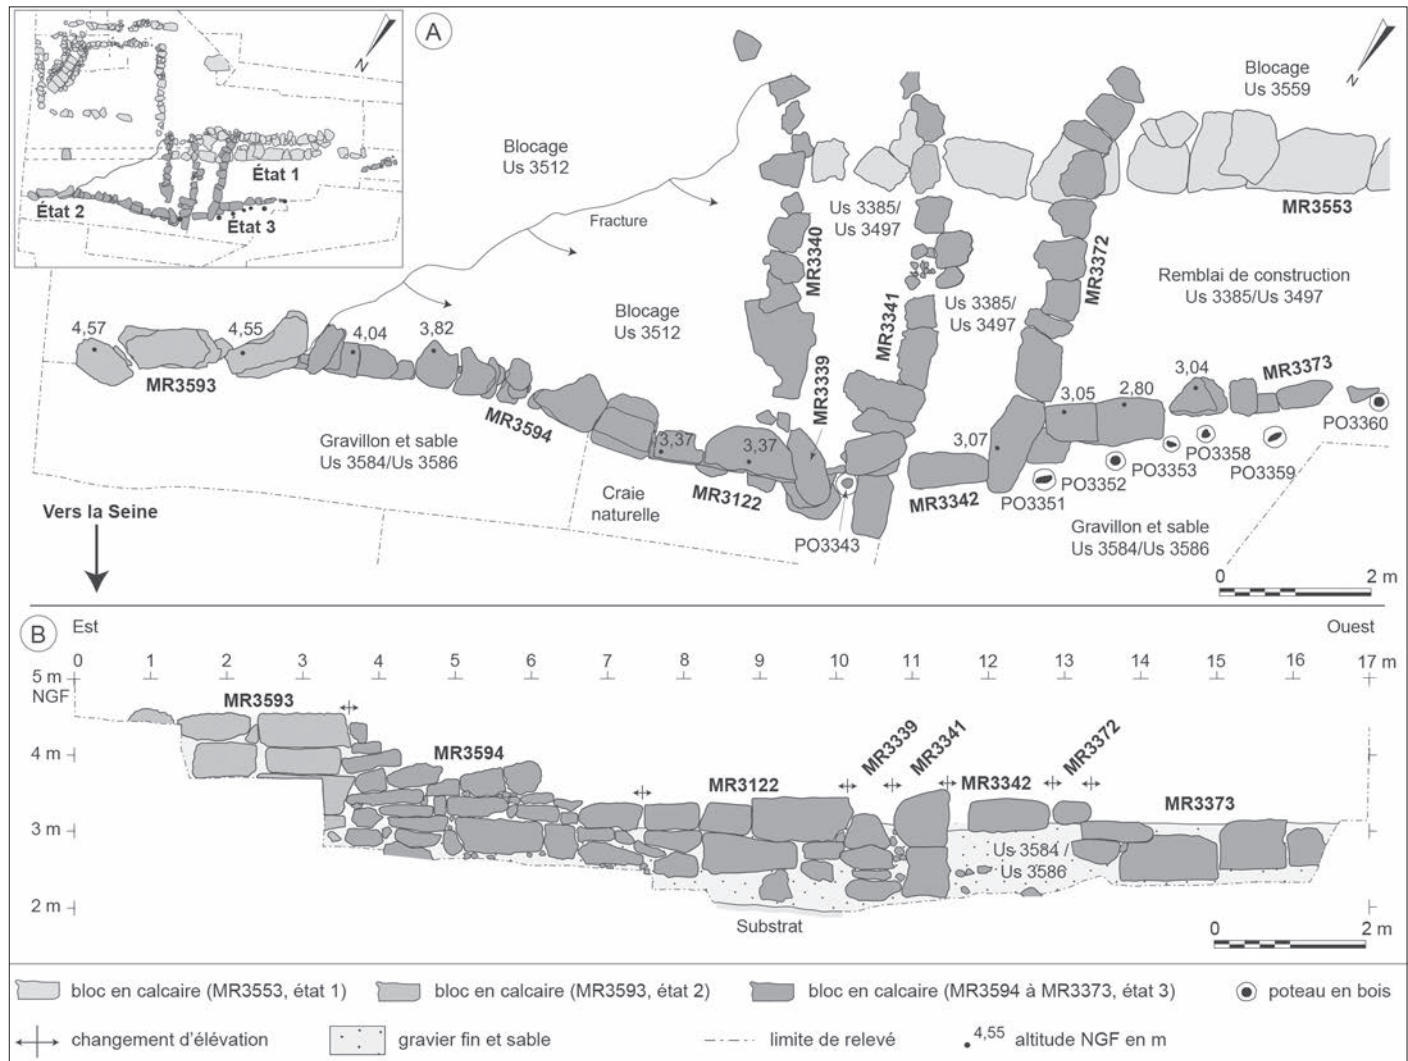 A
N
État 1
État 2
État 3
N
Blocage
Us 3559
Blocage
Us 3512
Fracture
Us 3385/
Us 3497
MR3553
MR3340
MR3372
Remblai de construction
Us 3385/Us 3497
Us 3385/
Us 3497
MR3341
Blocage
Us 3512
4,57
4,55
4,04
3,82
MR3593
MR3339
3,04
MR3373
3,05
2,80
PO3360
MR3594
Gravillon et sable
Us 3584/Us 3586
3,37
3,37
3,07
PO3358
PO3353
PO3359
PO3352
PO3351
MR3342
MR3122
Craie
naturelle
Vers la Seine
PO3343
Gravillon et sable
Us 3584/Us 3586
0 2 m
B
Est Ouest
0 1 2 3 4 5 6 7 8 9 10 11 12 13 14 15 16 17 m
5 m
NGF
MR3593
4 m
MR3594
MR3122
MR3339
MR3341
MR3342
MR3372
MR3373
3 m
Us 3584 /
Us 3586
2 m
Substrat
0 2 m
bloc en calcaire (MR3553, état 1) bloc en calcaire (MR3593, état 2) bloc en calcaire (MR3594 à MR3373, état 3) poteau en bois
changement d'élévation gravier fin et sable limite de relevé 4,55 altitude NGF en m